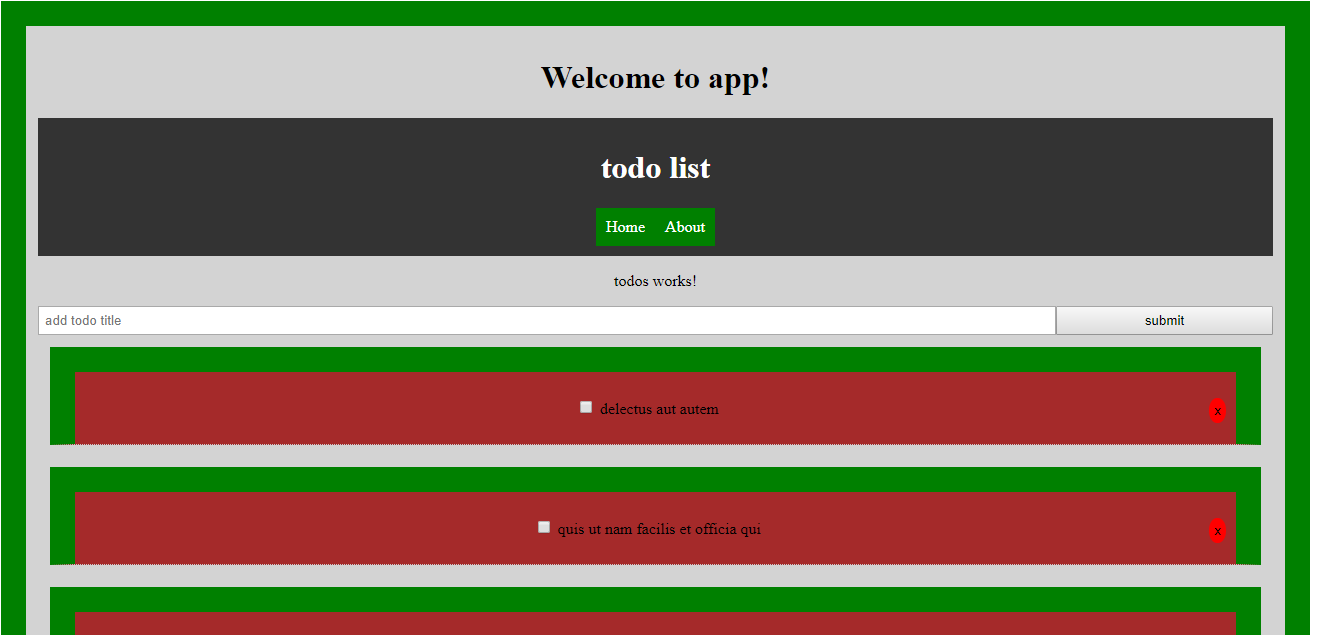 Welcome to app!
todo list
Home About
todos works!
add todo title submit
delectus aut autem x
quis ut nam facilis et officia qui x